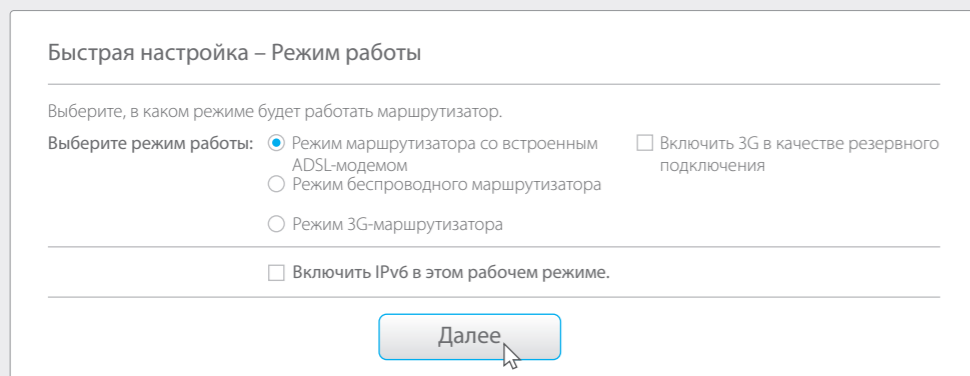 Быстрая настройка – Режим работы
Выберите, в каком режиме будет работать маршрутизатор.
Выберите режим работы:
Режим маршрутизатора со встроенным
ADSL-модемом
Включить 3G в качестве резервного
подключения
Режим беспроводного маршрутизатора
Режим 3G-маршрутизатора
Включить IPv6 в этом рабочем режиме.
Далее